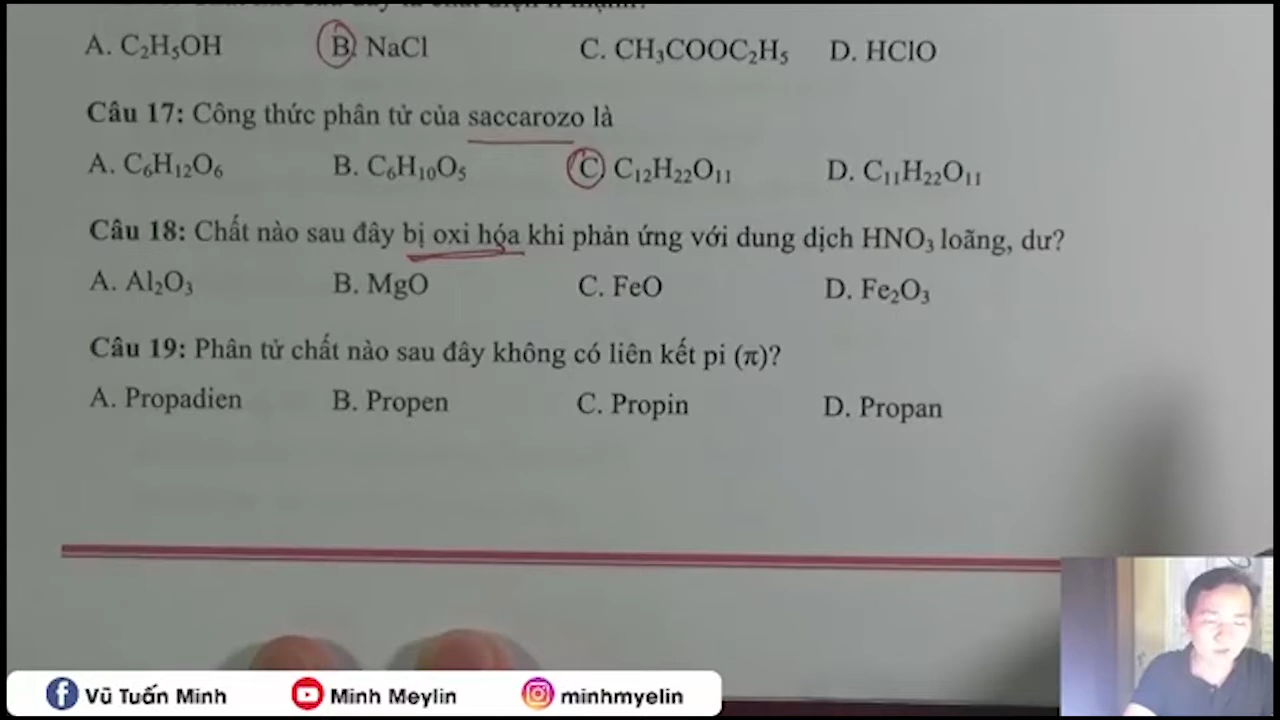 A. C₂H₅OH B. NaCl C. CH₃COOC₂H₅ D. HClO
Câu 17: Công thức phân tử của saccarozo là
A. C₆H₁₂O₆ B. C₆H₁₀O₅ C C₁₂H₂₂O₁₁ D. C₁₁H₂₂O₁₁
Câu 18: Chất nào sau đây bị oxi hóa khi phản ứng với dung dịch HNO₃ loãng, dư?
A. Al₂O₃ B. MgO C. FeO D. Fe₂O₃
Câu 19: Phân tử chất nào sau đây không có liên kết pi (π)?
A. Propadien B. Propen C. Propin D. Propan
Vũ Tuấn Minh Minh Meylin minhmyelin